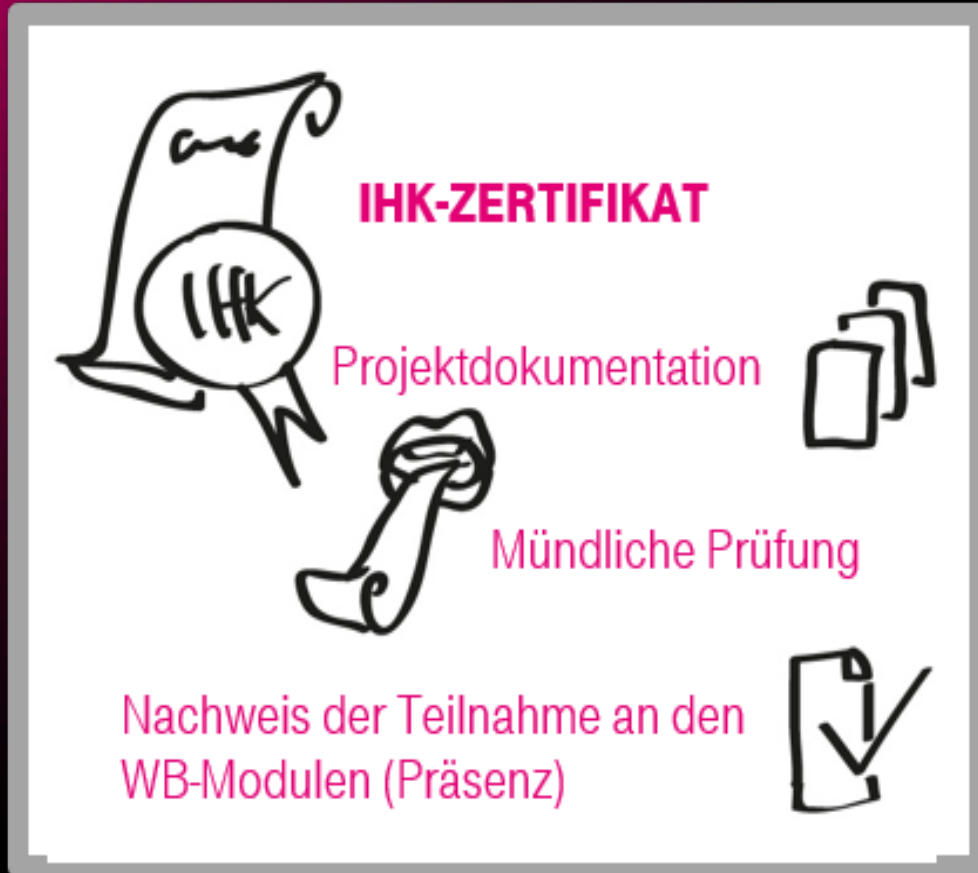 IHK-ZERTIFIKAT
IHK
Projektdokumentation
Mündliche Prüfung
Nachweis der Teilnahme an den
WB-Modulen (Präsenz)